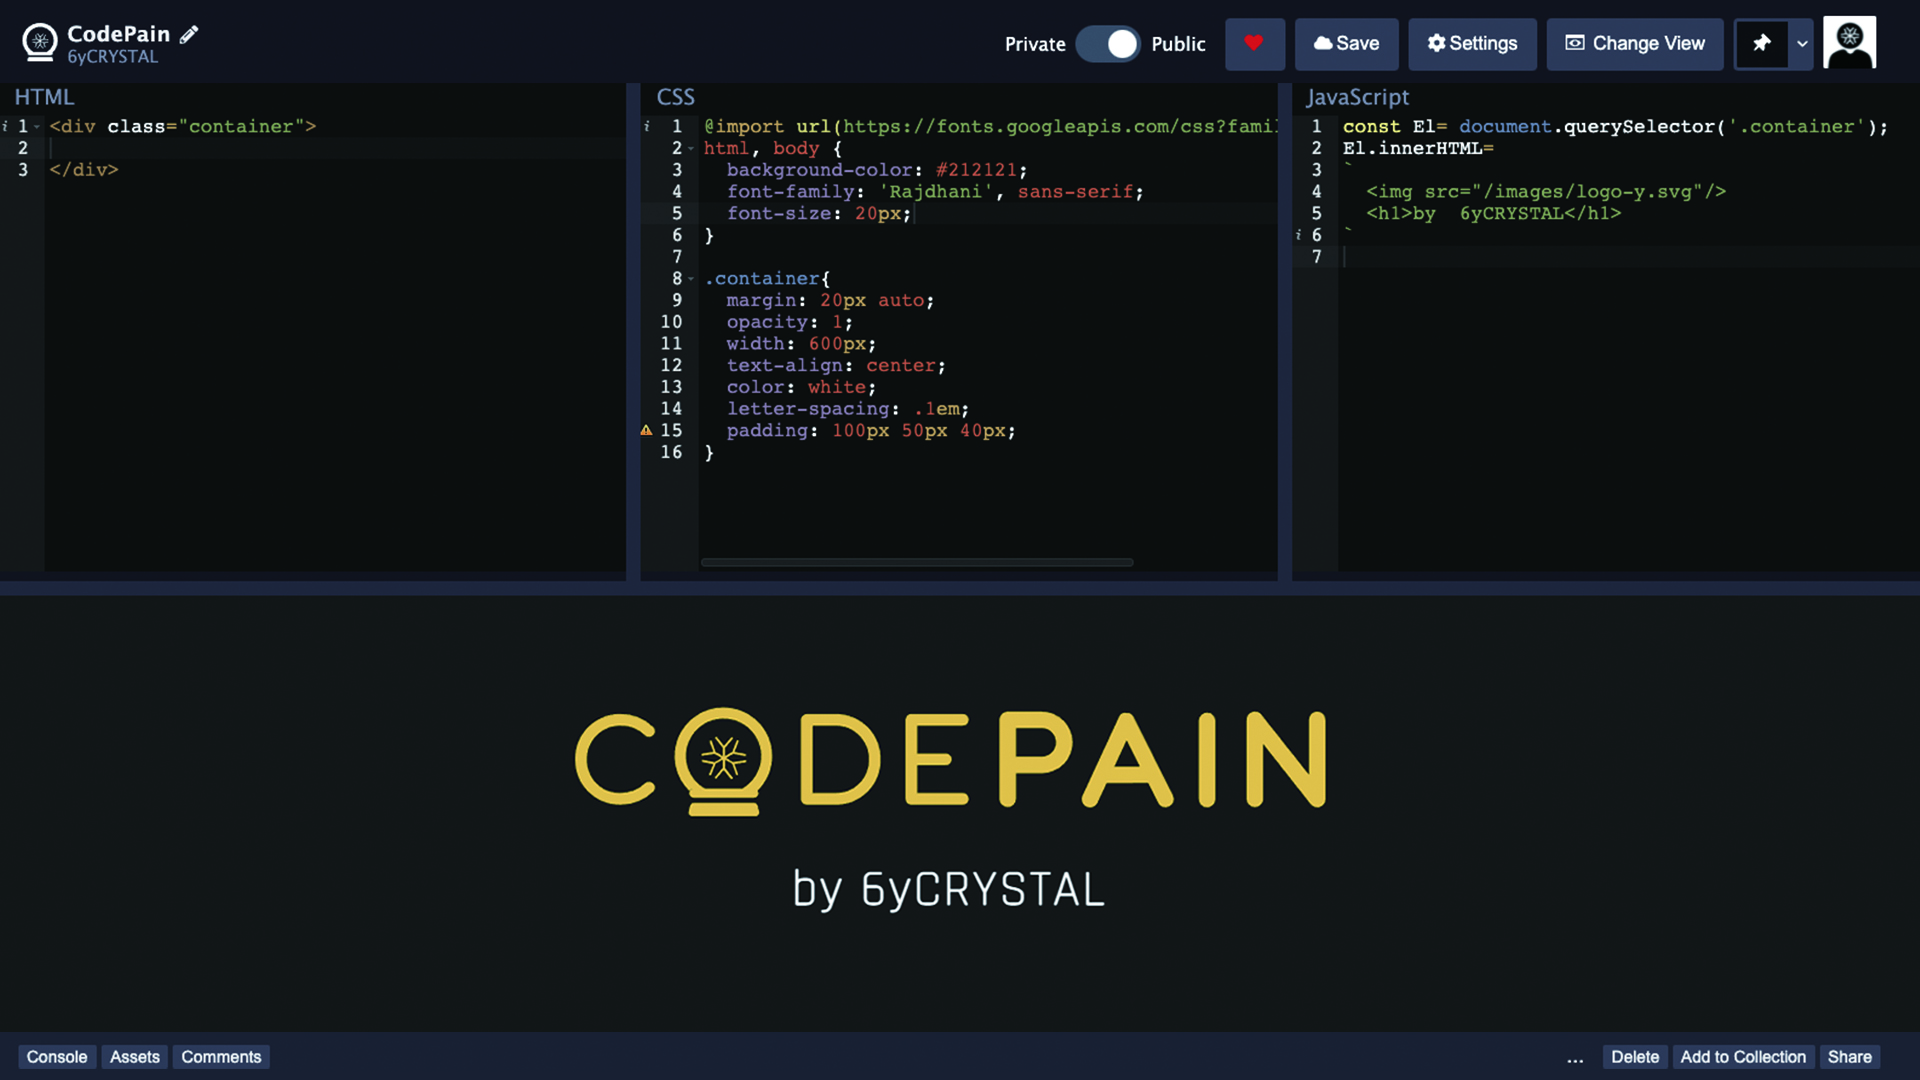 CodePain
6yCRYSTAL
Private
Public
Save
Settings
Change View
HTML
i 1 <div class="container">
2
3 </div>
CSS
i 1 @import url(https://fonts.googleapis.com/css?famil
2 html, body {
3 background-color: #212121;
4 font-family: 'Rajdhani', sans-serif;
5 font-size: 20px;
6 }
7
8 .container{
9 margin: 20px auto;
10 opacity: 1;
11 width: 600px;
12 text-align: center;
13 color: white;
14 letter-spacing: .1em;
15 padding: 100px 50px 40px;
16 }
JavaScript
1 const El= document.querySelector('.container');
2 El.innerHTML=
3 `
4 <img src="/images/logo-y.svg"/>
5 <h1>by  6yCRYSTAL</h1>
i 6 `
7
CODEPAIN
by 6yCRYSTAL
Console
Assets
Comments
...
Delete
Add to Collection
Share